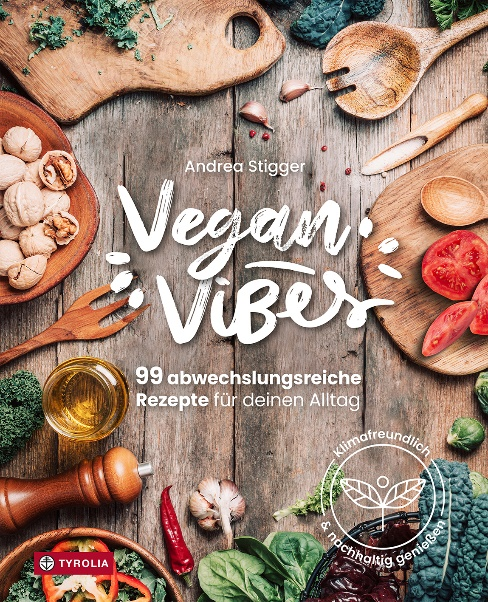 Andrea Stigger
Vegan
ViBes
99 abwechslungsreiche
Rezepte für deinen Alltag
Klimafreundlich
& nachhaltig genießen
TYROLIA